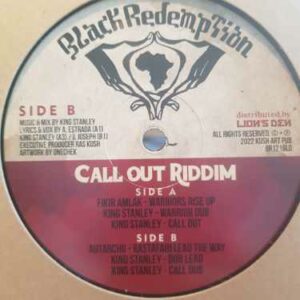 Black Redemption
SIDE B
MUSIC & MIX BY KING STANLEY
LYRICS & VOX BY A. ESTRADA (A1)
KING STANLEY (A3) / J. JOSEPH (B1)
EXECUTIVE PRODUCER RAS KUSH
ARTWORK BY ONECHEK
distributed by
LION'S DEN
ALL RIGHTS RESERVED. © ℗
2022 KUSH ART PUB
CALL OUT RIDDIM
SIDE A
FIKIR AMLAK - WARRIORS RISE UP
KING STANLEY - WARRIOR DUB
KING STANLEY - CALL OUT
SIDE B
AUTARCHII - RASTAFARI LEAD THE WAY
KING STANLEY - DUB LEAD
KING STANLEY - CALL DUB